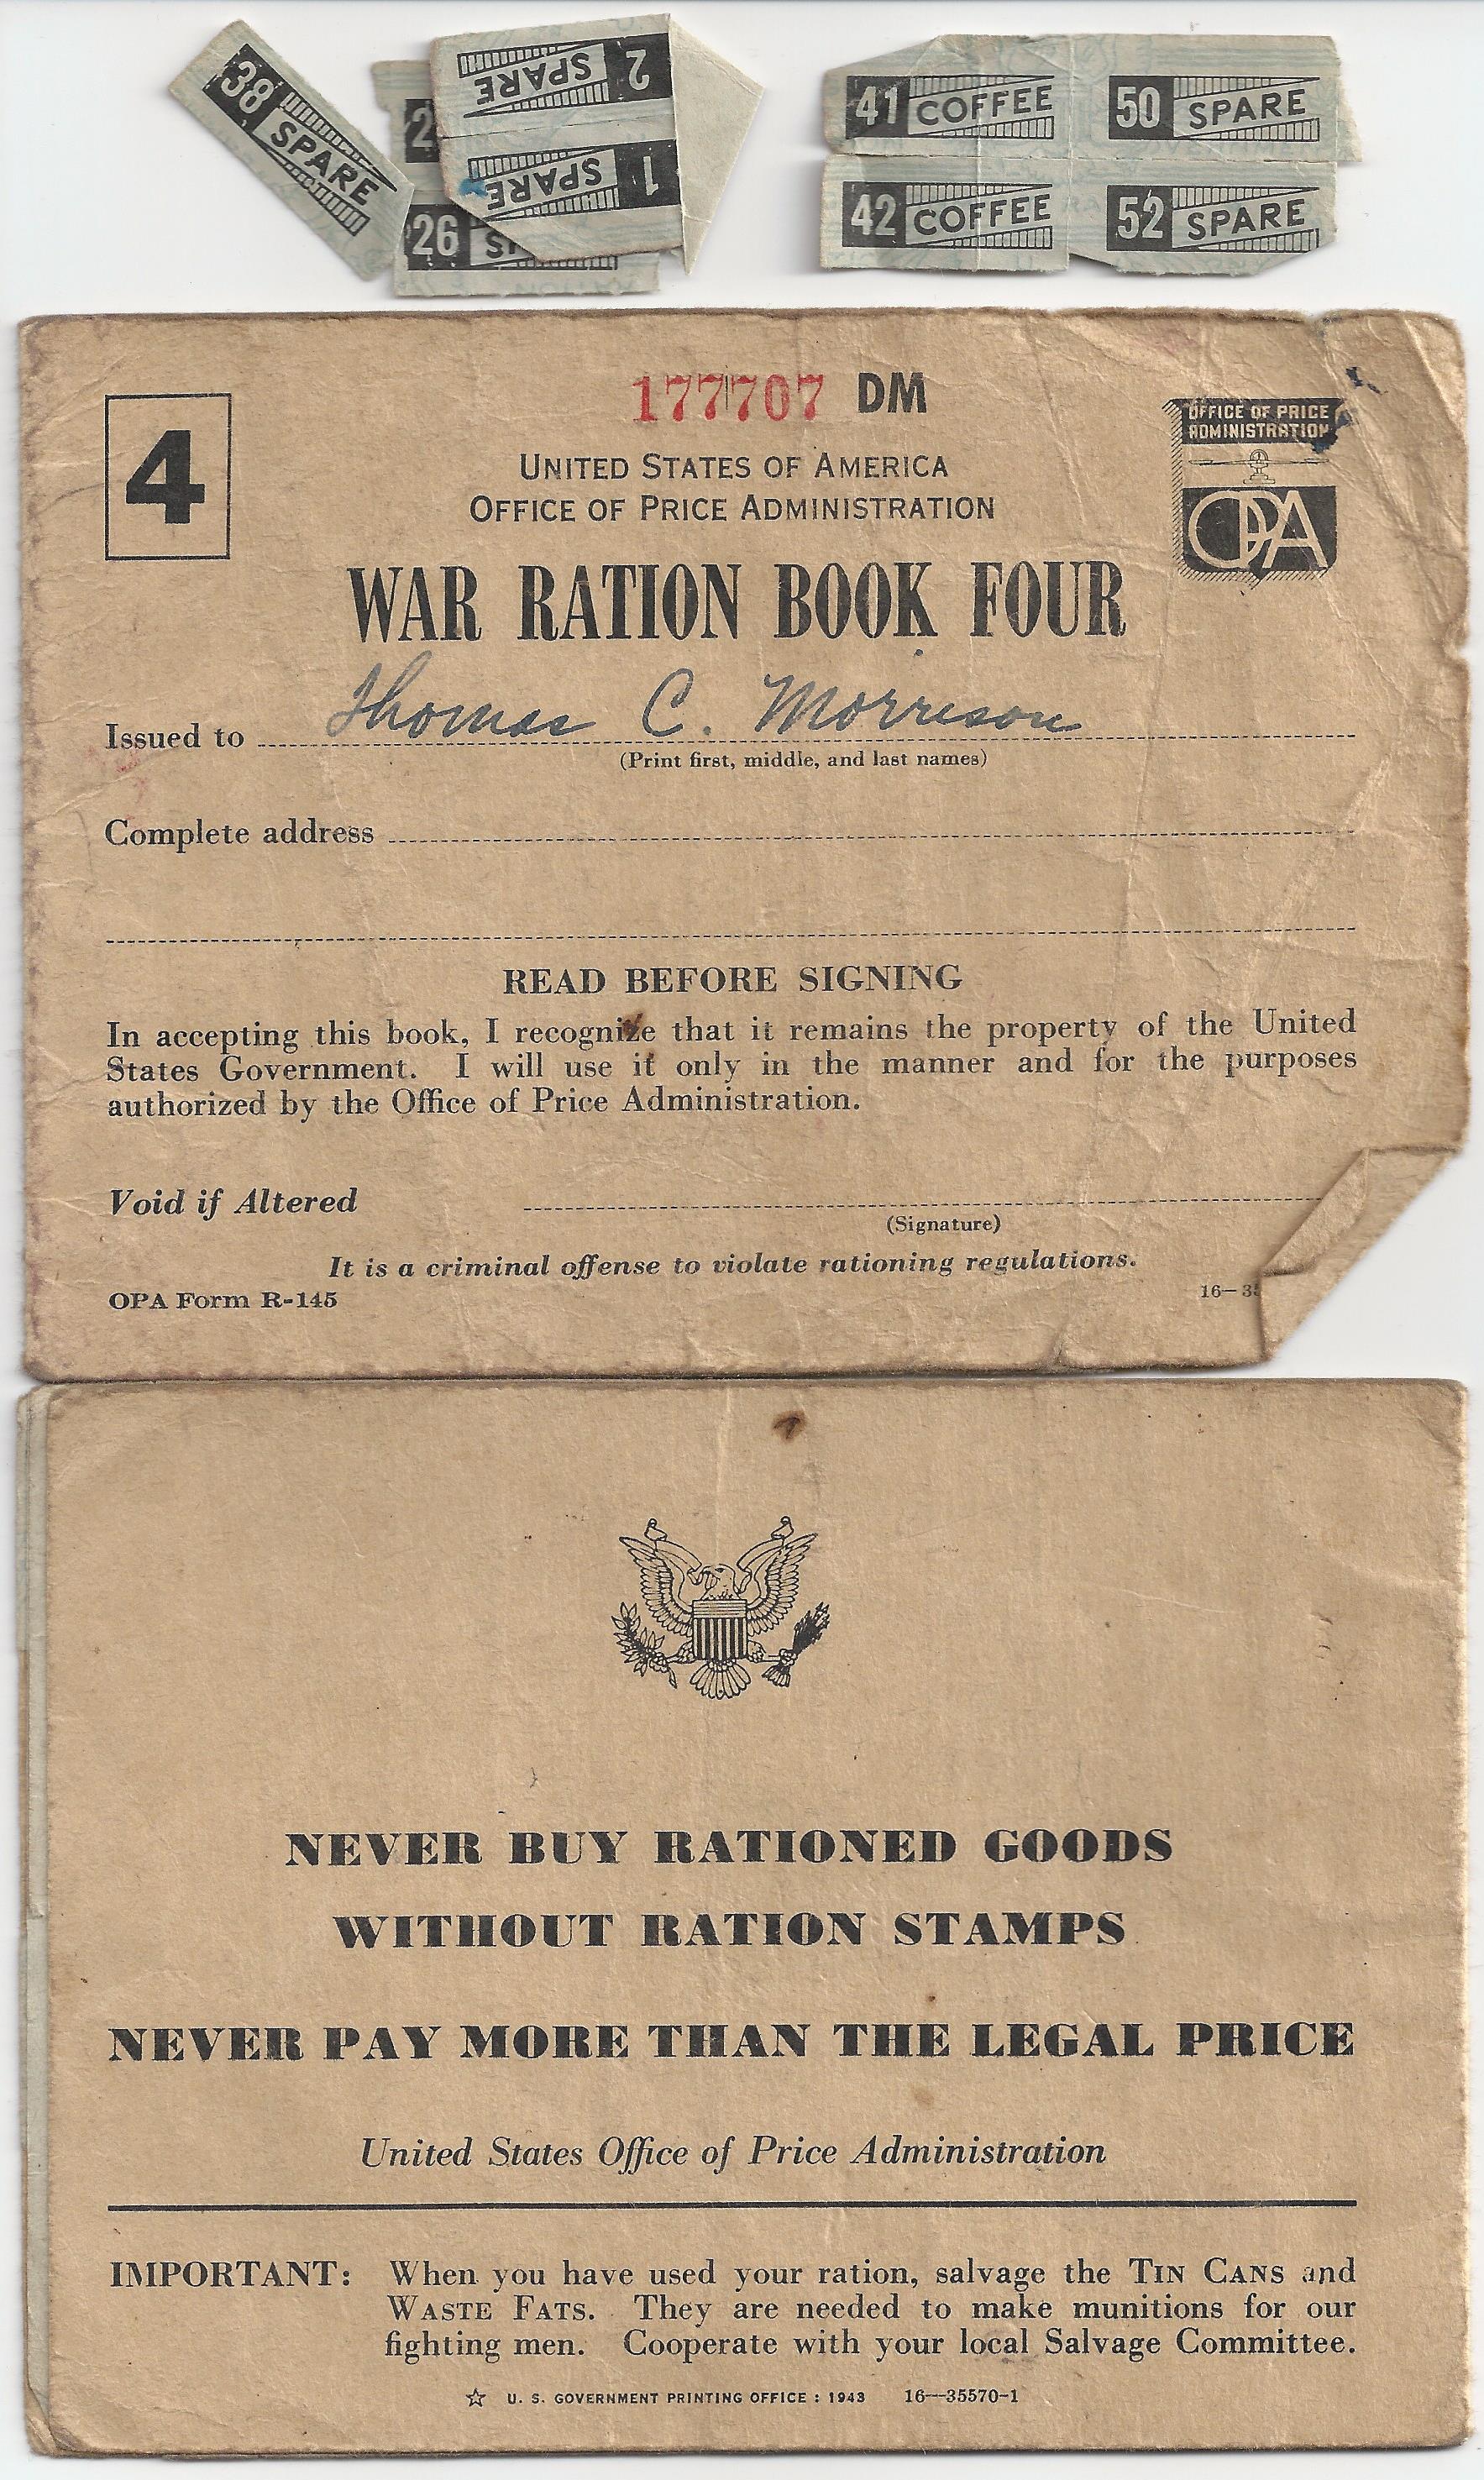 38 SPARE
2 SPARE
1 SPARE
2
26
41 COFFEE 50 SPARE
42 COFFEE 52 SPARE
177707 DM
4
OFFICE OF PRICE
ADMINISTRATION
OPA
UNITED STATES OF AMERICA
OFFICE OF PRICE ADMINISTRATION
WAR RATION BOOK FOUR
Issued to Thomas C. Morrison
(Print first, middle, and last names)
Complete address
READ BEFORE SIGNING
In accepting this book, I recognize that it remains the property of the United
States Government. I will use it only in the manner and for the purposes
authorized by the Office of Price Administration.
Void if Altered
(Signature)
It is a criminal offense to violate rationing regulations.
OPA Form R-145 16—35
NEVER BUY RATIONED GOODS
WITHOUT RATION STAMPS
NEVER PAY MORE THAN THE LEGAL PRICE
United States Office of Price Administration
IMPORTANT: When you have used your ration, salvage the TIN CANS and
WASTE FATS. They are needed to make munitions for our
fighting men. Cooperate with your local Salvage Committee.
☆ U. S. GOVERNMENT PRINTING OFFICE : 1943 16—35570-1